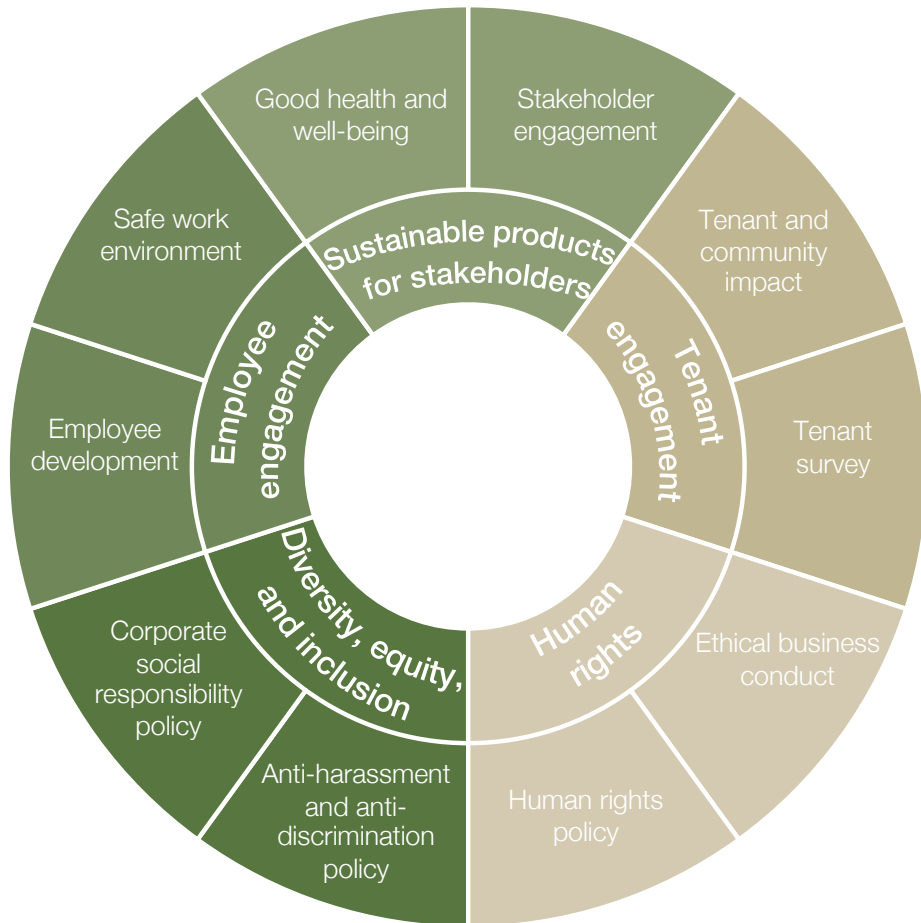 Good health and
well-being
Stakeholder
engagement
Safe work
environment
Tenant and
community
impact
Sustainable products
for stakeholders
Employee
engagement
Tenant
engagement
Employee
development
Tenant
survey
Diversity, equity,
and inclusion
Human
rights
Corporate
social
responsibility
policy
Ethical business
conduct
Anti-harassment
and anti-
discrimination
policy
Human rights
policy